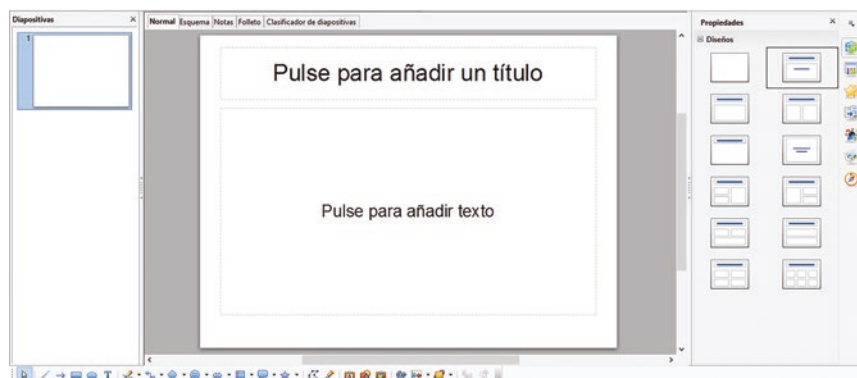 Diapositivas
Normal Esquema Notas Folleto Clasificador de diapositivas
Propiedades
Diseños
1
Pulse para añadir un título
Pulse para añadir texto